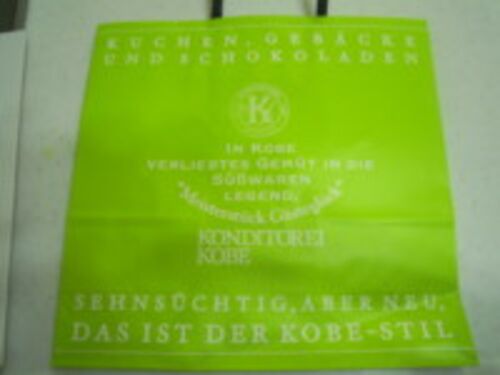 KUCHEN, GEBÄCKE
UND SCHOKOLADEN
K
IN KOBE
VERLIEBTES GEMÜT IN DIE
SÜßWAREN
LEGEND,
KONDITOREI
KOBE
SEHNSÜCHTIG, ABER NEU,
DAS IST DER KOBE-STIL